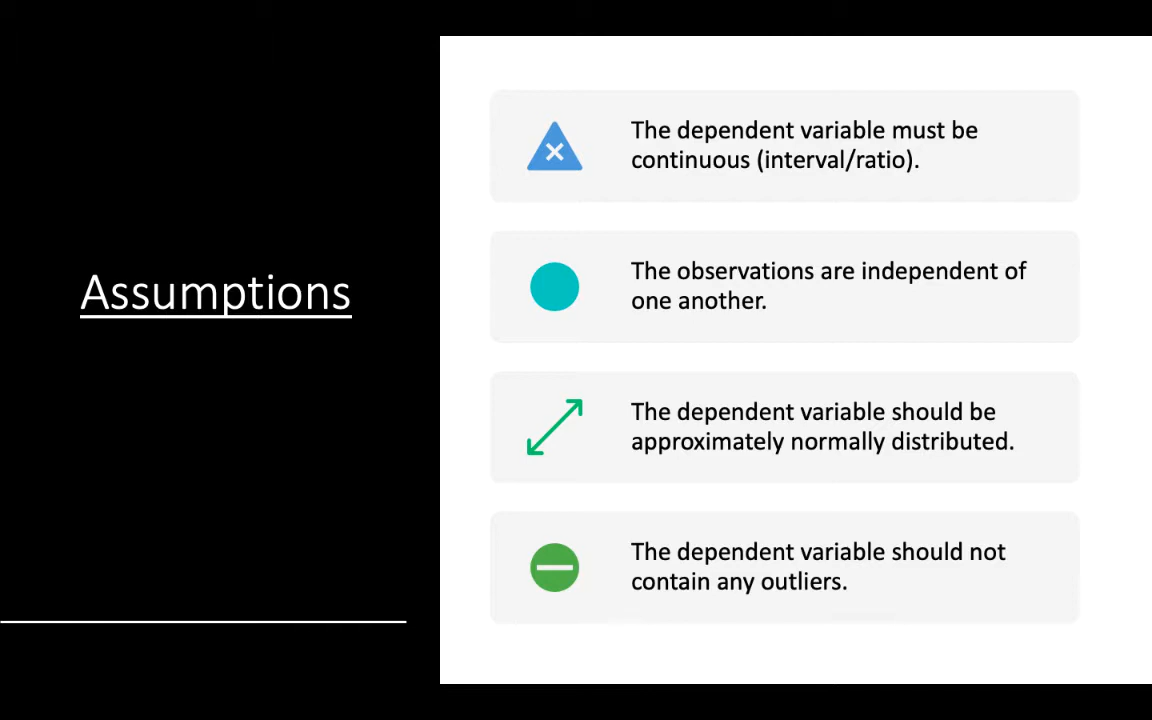 Assumptions
The dependent variable must be
continuous (interval/ratio).
The observations are independent of
one another.
The dependent variable should be
approximately normally distributed.
The dependent variable should not
contain any outliers.